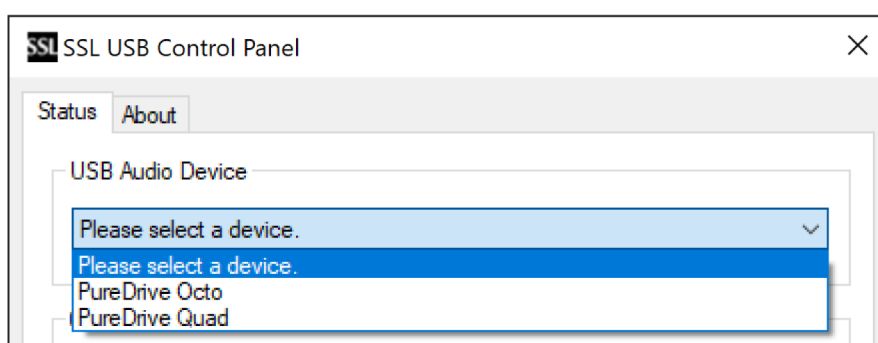 SSL SSL USB Control Panel
Status About
USB Audio Device
Please select a device.
Please select a device.
PureDrive Octo
PureDrive Quad